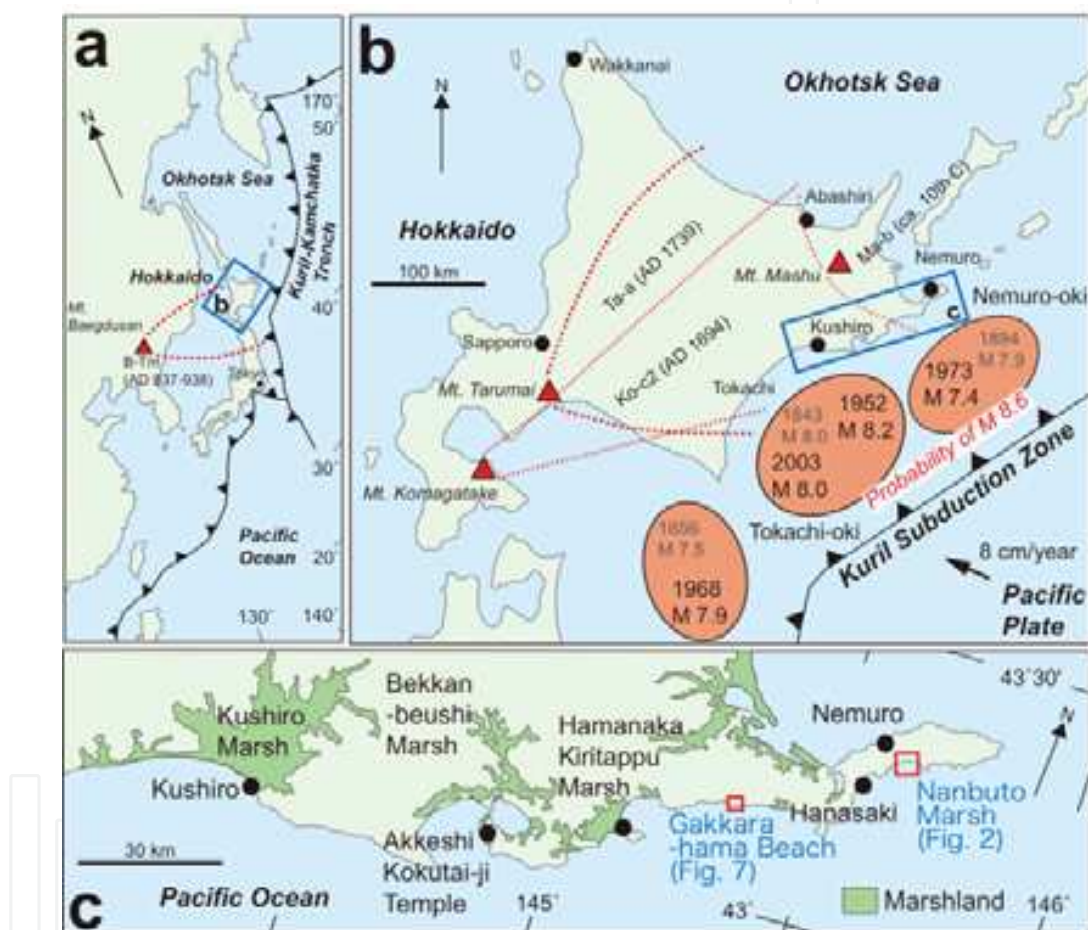 a
N
170°
50°
Okhotsk Sea
Kuril-Kamchatka
Trench
Hokkaido
b
40°
Mt.
Baegdusan
B-Tm
(AD 937-938)
Tokyo
30°
Pacific
Ocean
20°
130°
140°
b
Wakkanai
Okhotsk Sea
N
Abashiri
Ma-b (ca. 10th-C)
Hokkaido
Ta-a (AD 1739)
Mt. Mashu
Nemuro
100 km
c
Nemuro-oki
Kushiro
1894
M 7.9
Sapporo
Ko-c2 (AD 1894)
1973
M 7.4
Mt. Tarumai
Tokachi
1843
M 8.0
1952
M 8.2
2003
M 8.0
Probability of M 8.6
Mt. Komagatake
Tokachi-oki
Kuril Subduction Zone
1856
M 7.5
1968
M 7.9
8 cm/year
Pacific
Plate
43°30'
Bekkan
-beushi
Marsh
Kushiro
Marsh
Hamanaka
Kiritappu
Marsh
Nemuro
N
Kushiro
Hanasaki
Nanbuto
Marsh
(Fig. 2)
Gakkara
-hama Beach
(Fig. 7)
Akkeshi
Kokutai-ji
Temple
30 km
Pacific Ocean
145°
43°
Marshland
146°
c